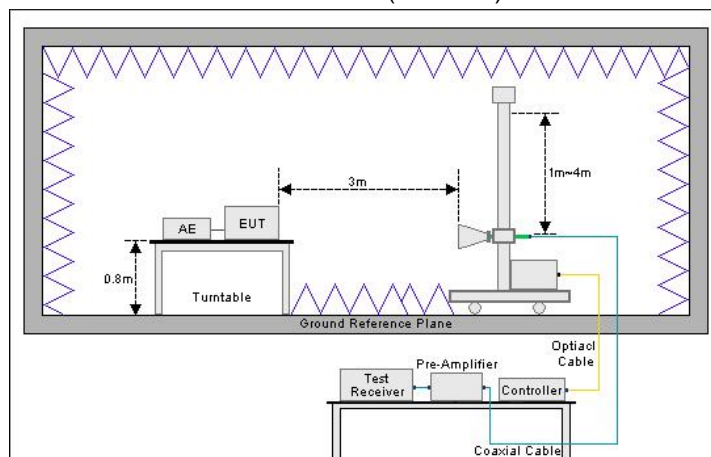 3m
1m~4m
AE
EUT
0.8m
Turntable
Ground Reference Plane
Optiacl
Cable
Pre-Amplifier
Test
Receiver
Controller
Coaxial Cable